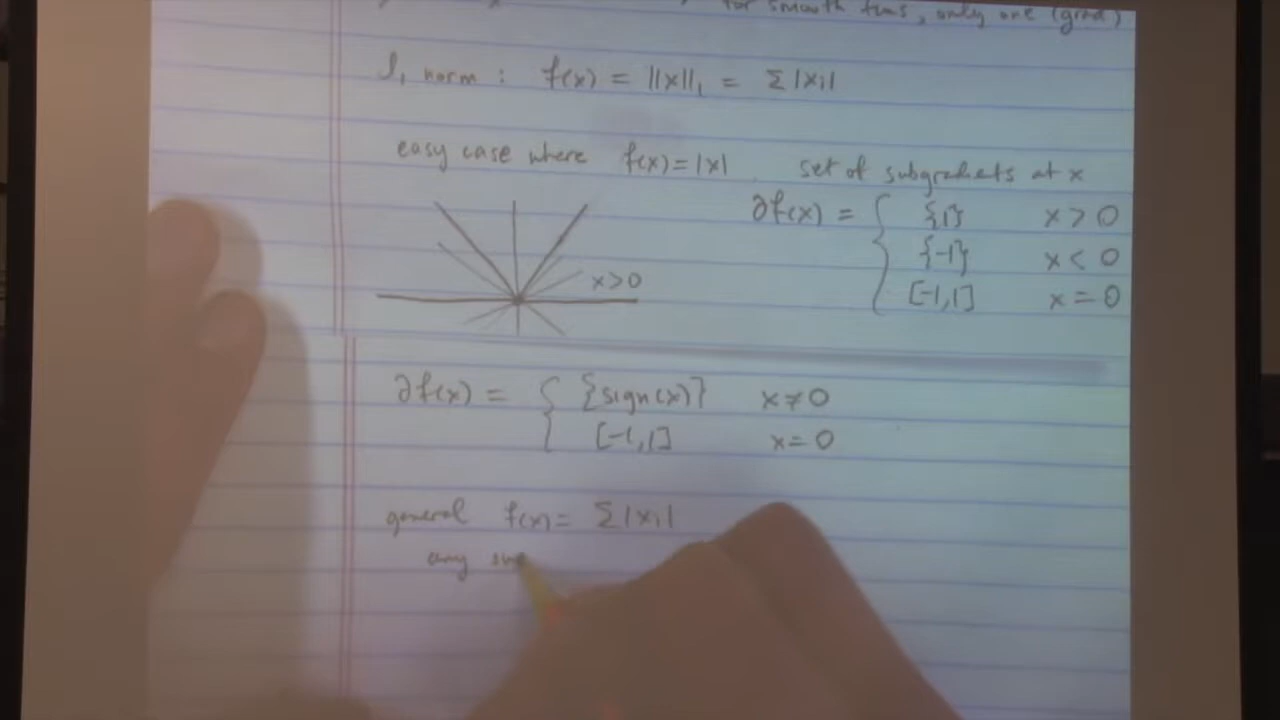 for smooth fns, only one (grad)
l₁ norm : f(x) = ||x||₁ = Σ|xᵢ|
easy case where f(x)=|x|
set of subgradiets at x
∂f(x) = { {1} x > 0
{-1} x < 0
[-1,1] x = 0
x>0
∂f(x) = { {sign(x)} x ≠ 0
[-1,1] x = 0
general f(x) = Σ|xᵢ|
any